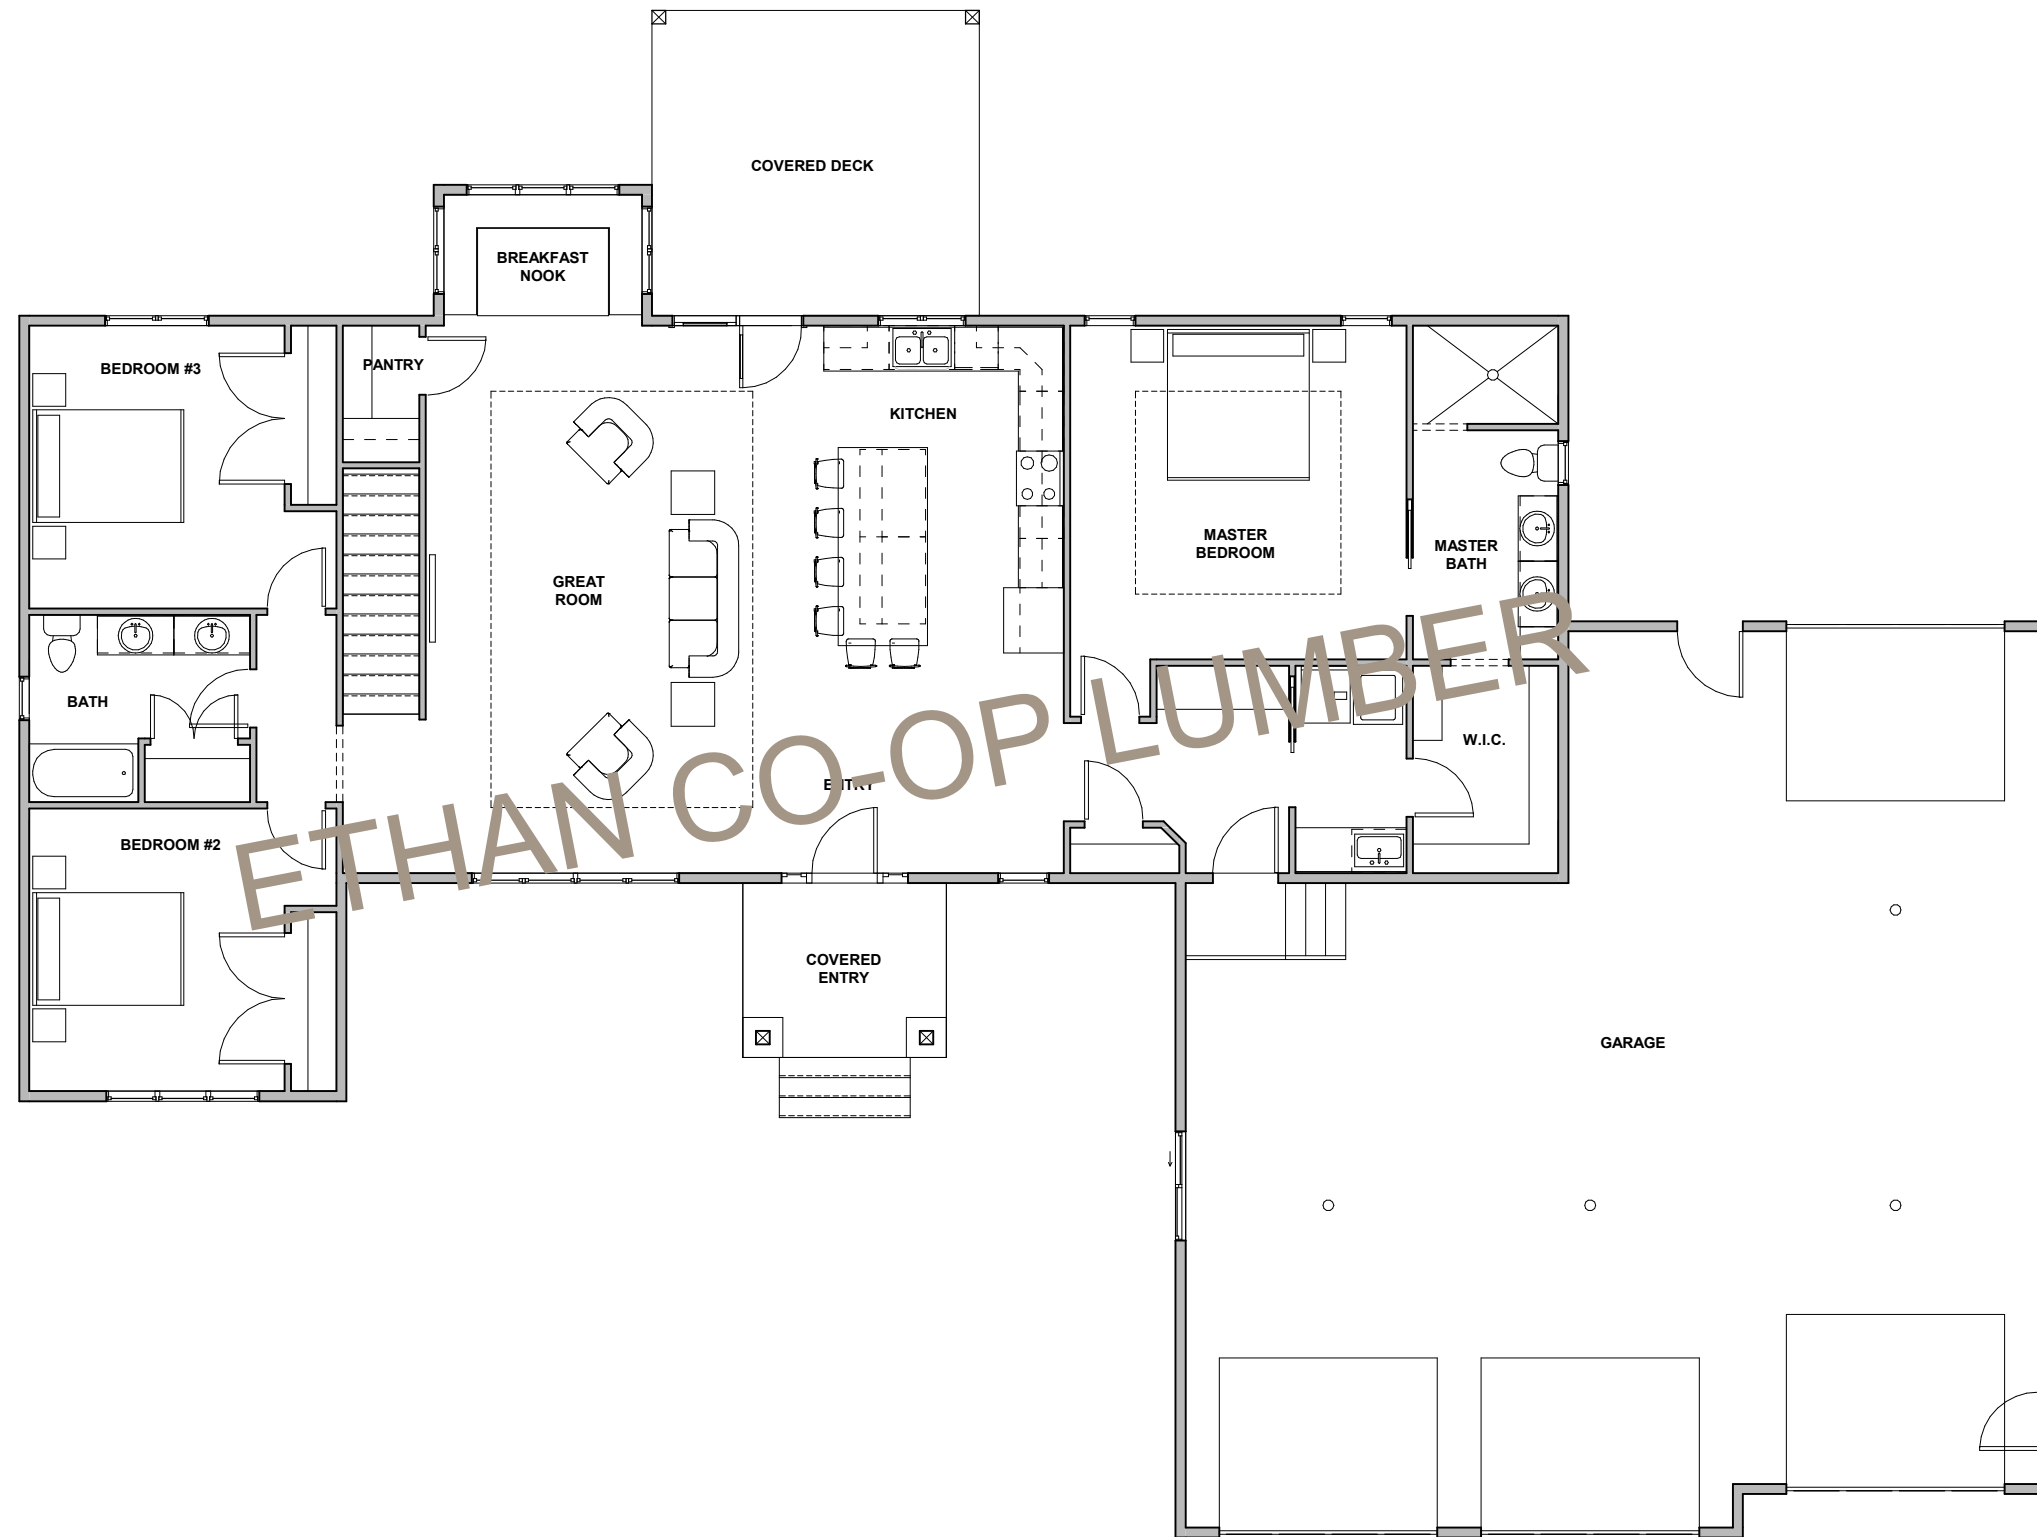 COVERED DECK
BREAKFAST
NOOK
BEDROOM #3
PANTRY
KITCHEN
MASTER
BEDROOM
MASTER
BATH
GREAT
ROOM
BATH
W.I.C.
ENTRY
BEDROOM #2
ETHAN CO-OP LUMBER
COVERED
ENTRY
GARAGE